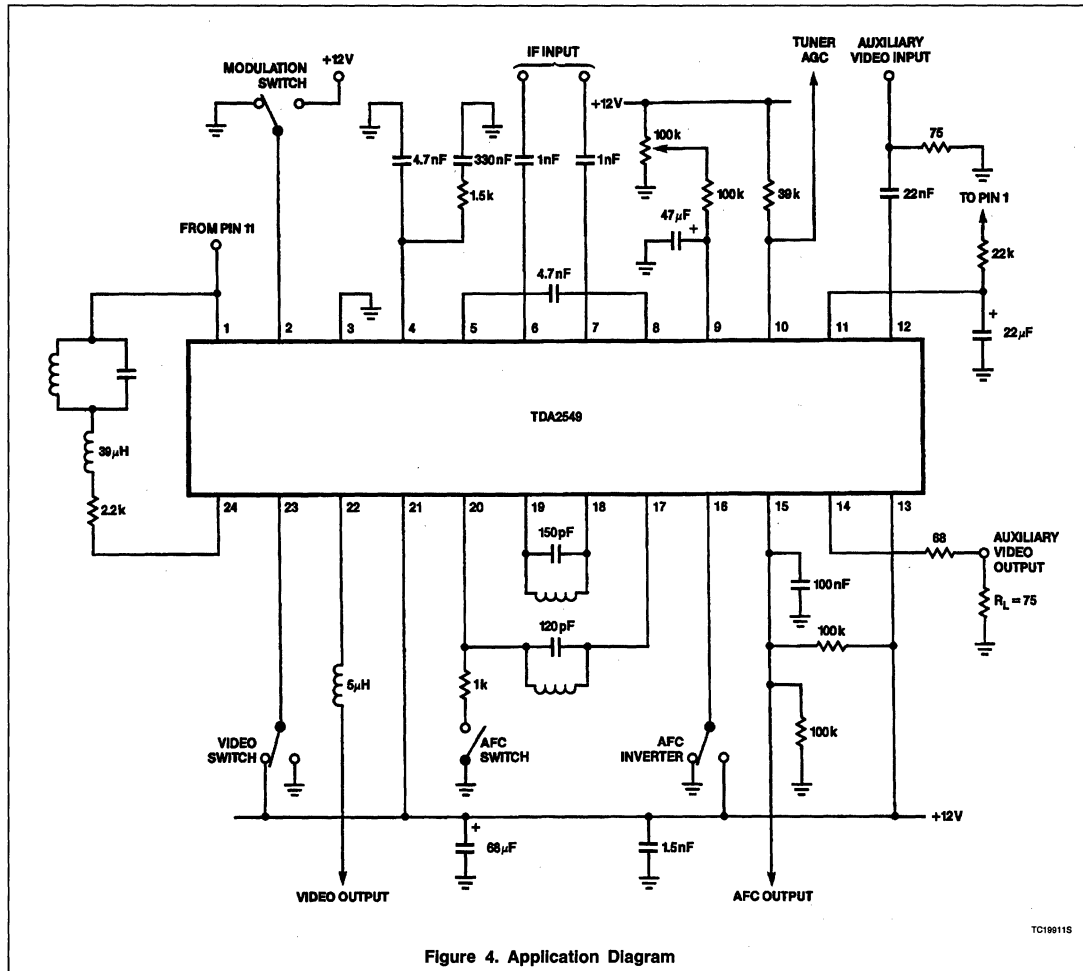 IF INPUT
TUNER
AGC
AUXILIARY
VIDEO INPUT
MODULATION
SWITCH
+12V
+12V
100k
75
4.7nF
330nF
1nF
1nF
1.5k
100k
39k
22nF
TO PIN 1
FROM PIN 11
47μF
+
22k
4.7nF
+
22μF
1
2
3
4
5
6
7
8
9
10
11
12
TDA2549
39μH
2.2k
24
23
22
21
20
19
18
17
16
15
14
13
150pF
68
AUXILIARY
VIDEO
OUTPUT
100nF
RL = 75
120pF
100k
5μH
1k
VIDEO
SWITCH
AFC
SWITCH
AFC
INVERTER
100k
+12V
+
68μF
1.5nF
VIDEO OUTPUT
AFC OUTPUT
TC19911S
Figure 4. Application Diagram